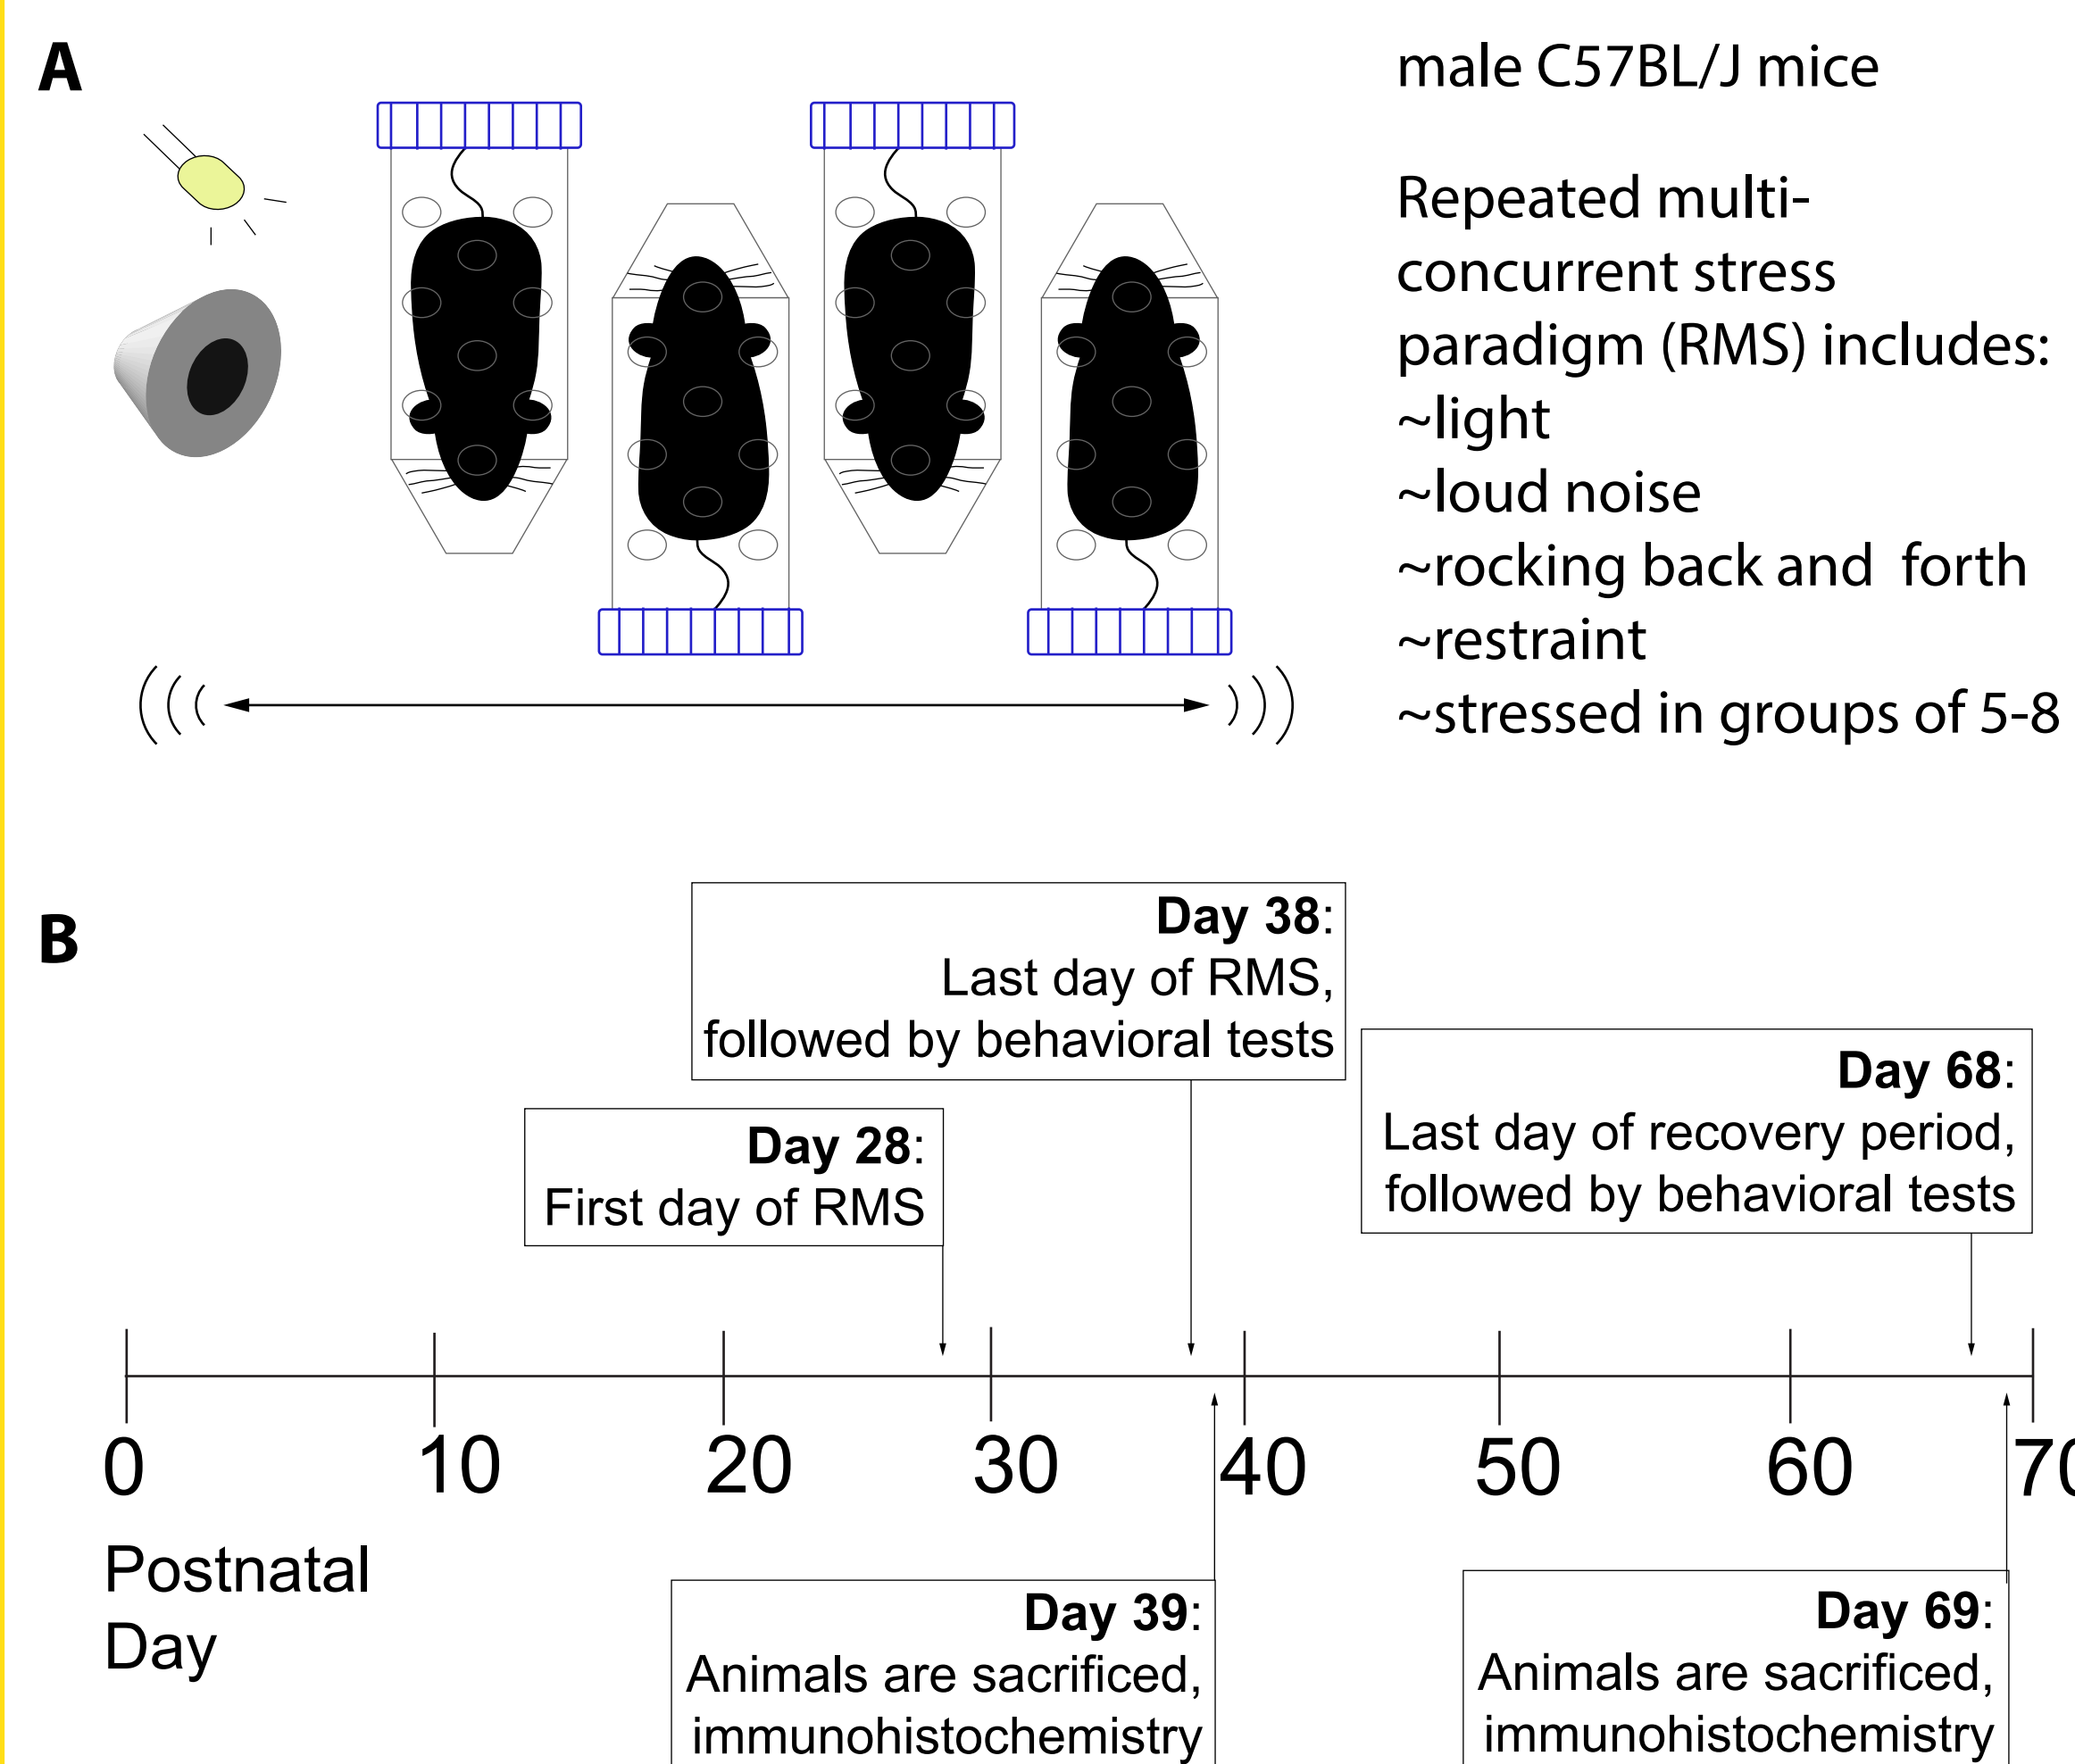 A
male C57BL/J mice
Repeated multi-
concurrent stress
paradigm (RMS) includes:
~light
~loud noise
~rocking back and forth
~restraint
~stressed in groups of 5-8
B
Day 38:
Last day of RMS,
followed by behavioral tests
Day 68:
Last day of recovery period,
followed by behavioral tests
Day 28:
First day of RMS
0 10 20 30 40 50 60 70
Postnatal
Day
Day 39:
Animals are sacrificed,
immunohistochemistry
Day 69:
Animals are sacrificed,
immunohistochemistry